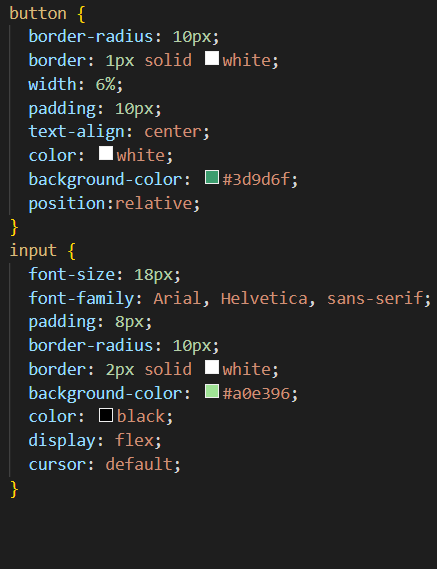 button {
border-radius: 10px;
border: 1px solid white;
width: 6%;
padding: 10px;
text-align: center;
color: white;
background-color: #3d9d6f;
position:relative;
}
input {
font-size: 18px;
font-family: Arial, Helvetica, sans-serif;
padding: 8px;
border-radius: 10px;
border: 2px solid white;
background-color: #a0e396;
color: black;
display: flex;
cursor: default;
}